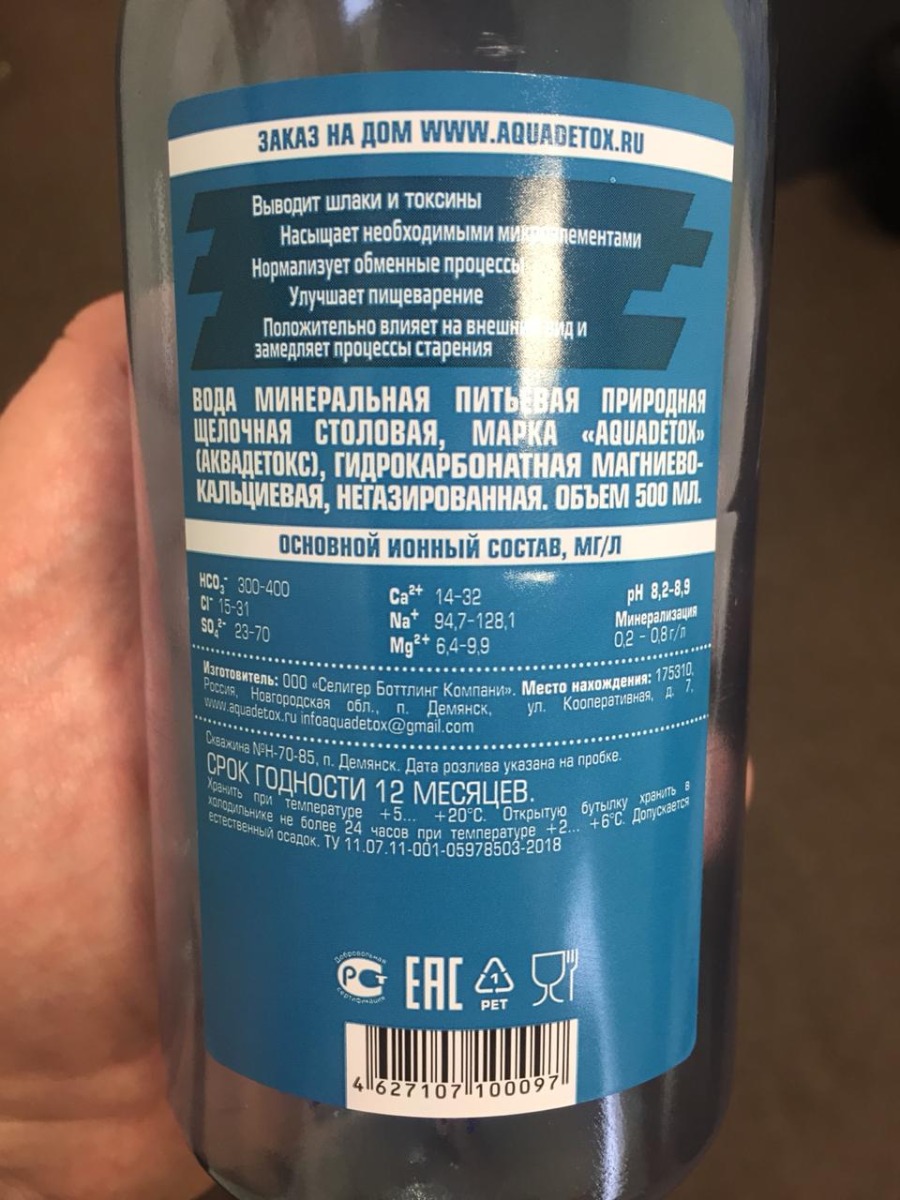 ЗАКАЗ НА ДОМ WWW.AQUADETOX.RU
Выводит шлаки и токсины
Насыщает необходимыми микроэлементами
Нормализует обменные процессы
Улучшает пищеварение
Положительно влияет на внешний вид и
замедляет процессы старения
ВОДА МИНЕРАЛЬНАЯ ПИТЬЕВАЯ ПРИРОДНАЯ
ЩЕЛОЧНАЯ СТОЛОВАЯ, МАРКА «AQUADETOX»
(АКВАДЕТОКС), ГИДРОКАРБОНАТНАЯ МАГНИЕВО-
КАЛЬЦИЕВАЯ, НЕГАЗИРОВАННАЯ. ОБЪЕМ 500 МЛ.
ОСНОВНОЙ ИОННЫЙ СОСТАВ, МГ/Л
HCO₃⁻ 300-400
Cl⁻ 15-31
SO₄²⁻ 23-70
Ca²⁺ 14-32
Na⁺ 94,7-128,1
Mg²⁺ 6,4-9,9
pH 8,2-8,9
Минерализация
0,2 - 0,8 г/л
Изготовитель: ООО «Селигер Боттлинг Компани». Место нахождения: 175310,
Россия, Новгородская обл., п. Демянск, ул. Кооперативная, д. 7,
www.aquadetox.ru infoaquadetox@gmail.com
Скважина №Н-70-85, п. Демянск. Дата розлива указана на пробке.
СРОК ГОДНОСТИ 12 МЕСЯЦЕВ.
Хранить при температуре +5... +20°С. Открытую бутылку хранить в
холодильнике не более 24 часов при температуре +2... +6°С. Допускается
естественный осадок. ТУ 11.07.11-001-05978503-2018
Добровольная
РСТ
сертификация
EAC
1
PET
4 627107 100097